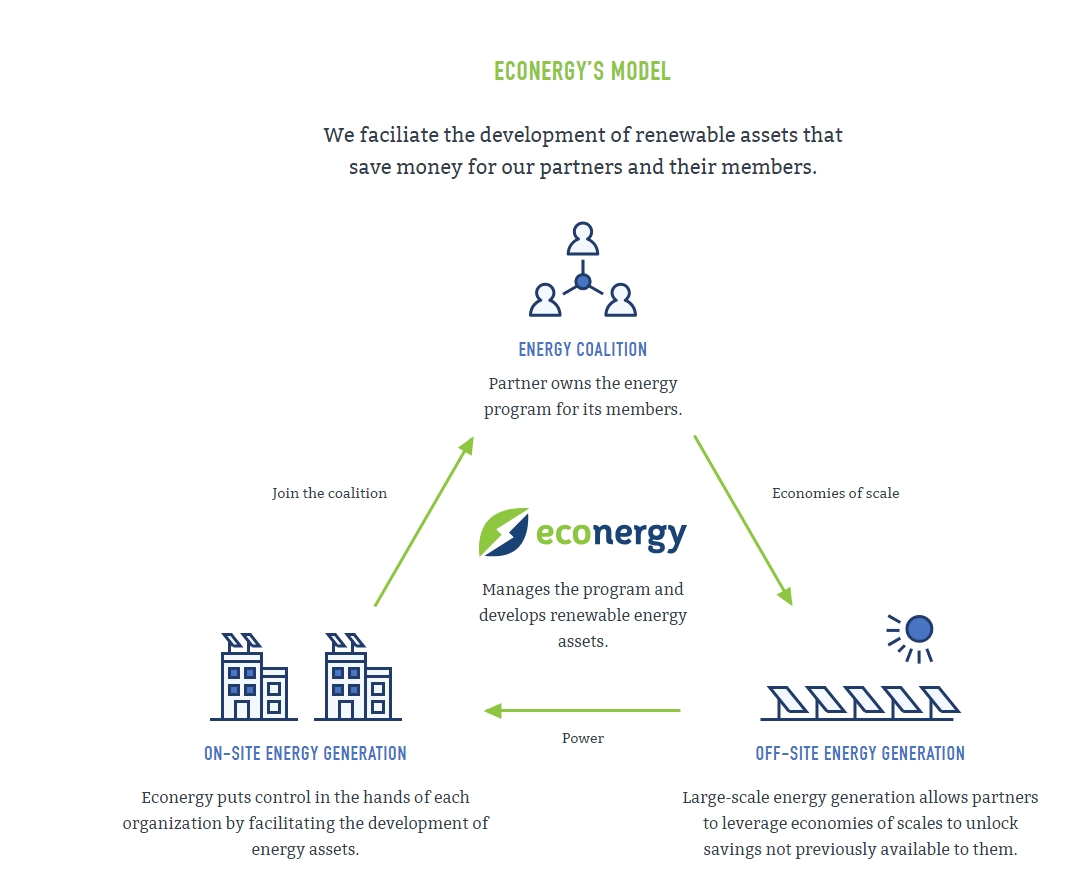 ECONERGY'S MODEL
We faciliate the development of renewable assets that
save money for our partners and their members.
ENERGY COALITION
Partner owns the energy
program for its members.
Join the coalition
Economies of scale
econergy
Manages the program and
develops renewable energy
assets.
Power
ON-SITE ENERGY GENERATION
Econergy puts control in the hands of each
organization by facilitating the development of
energy assets.
OFF-SITE ENERGY GENERATION
Large-scale energy generation allows partners
to leverage economies of scales to unlock
savings not previously available to them.